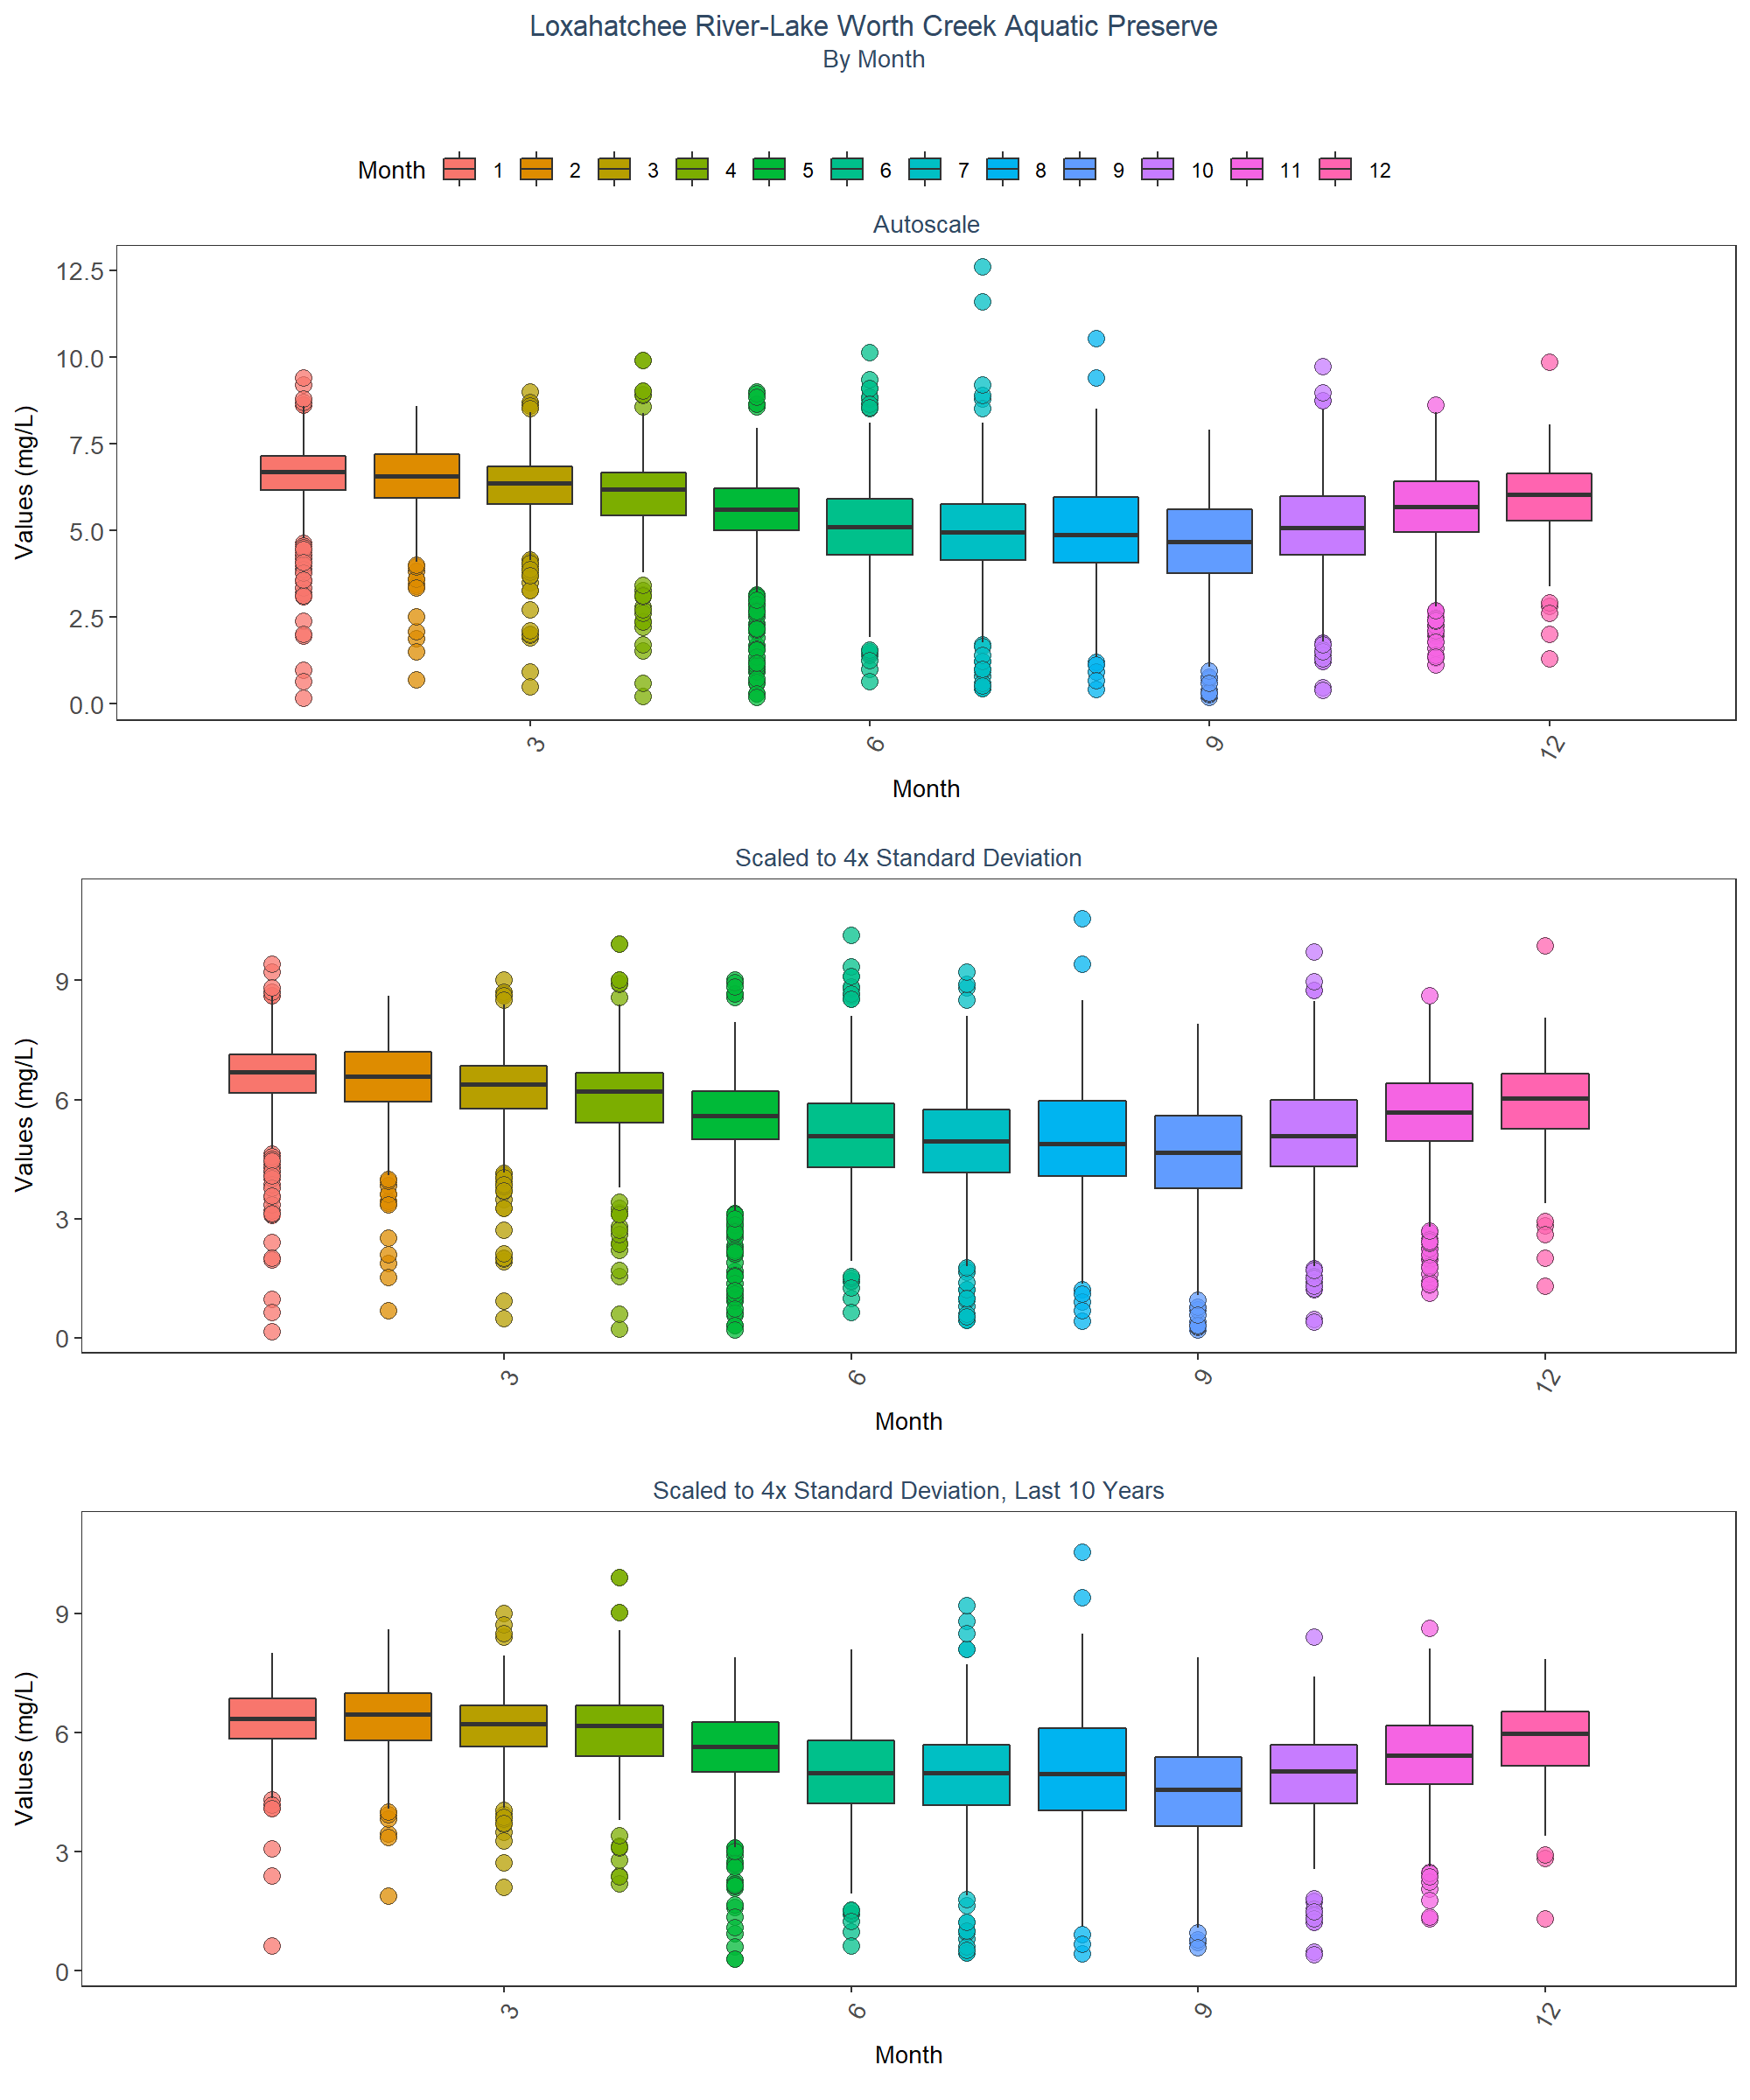 Loxahatchee River-Lake Worth Creek Aquatic Preserve
By Month
Month 1 2 3 4 5 6 7 8 9 10 11 12
Autoscale
Values (mg/L)
12.5
10.0
7.5
5.0
2.5
0.0
3 6 9 12
Month
Scaled to 4x Standard Deviation
Values (mg/L)
9
6
3
0
3 6 9 12
Month
Scaled to 4x Standard Deviation, Last 10 Years
Values (mg/L)
9
6
3
0
3 6 9 12
Month